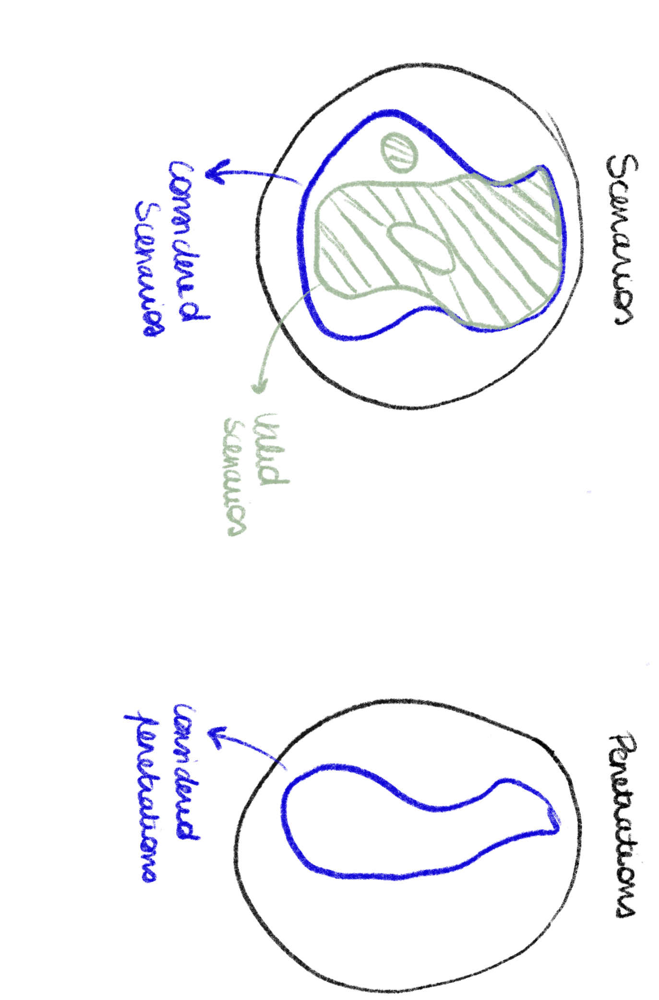 Scenarios
Considered
Scenarios
Valid
scenarios
Penetrations
Considered
penetrations